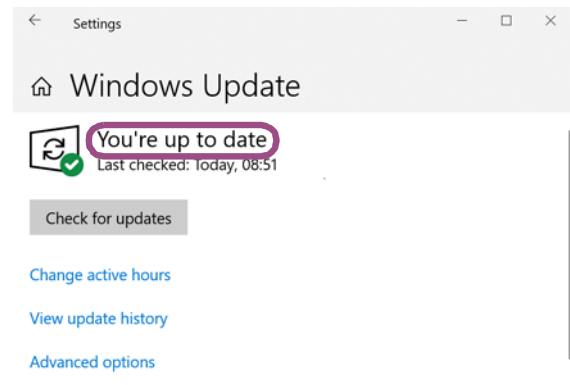 Settings
Windows Update
You're up to date
Last checked: Today, 08:51
Check for updates
Change active hours
View update history
Advanced options